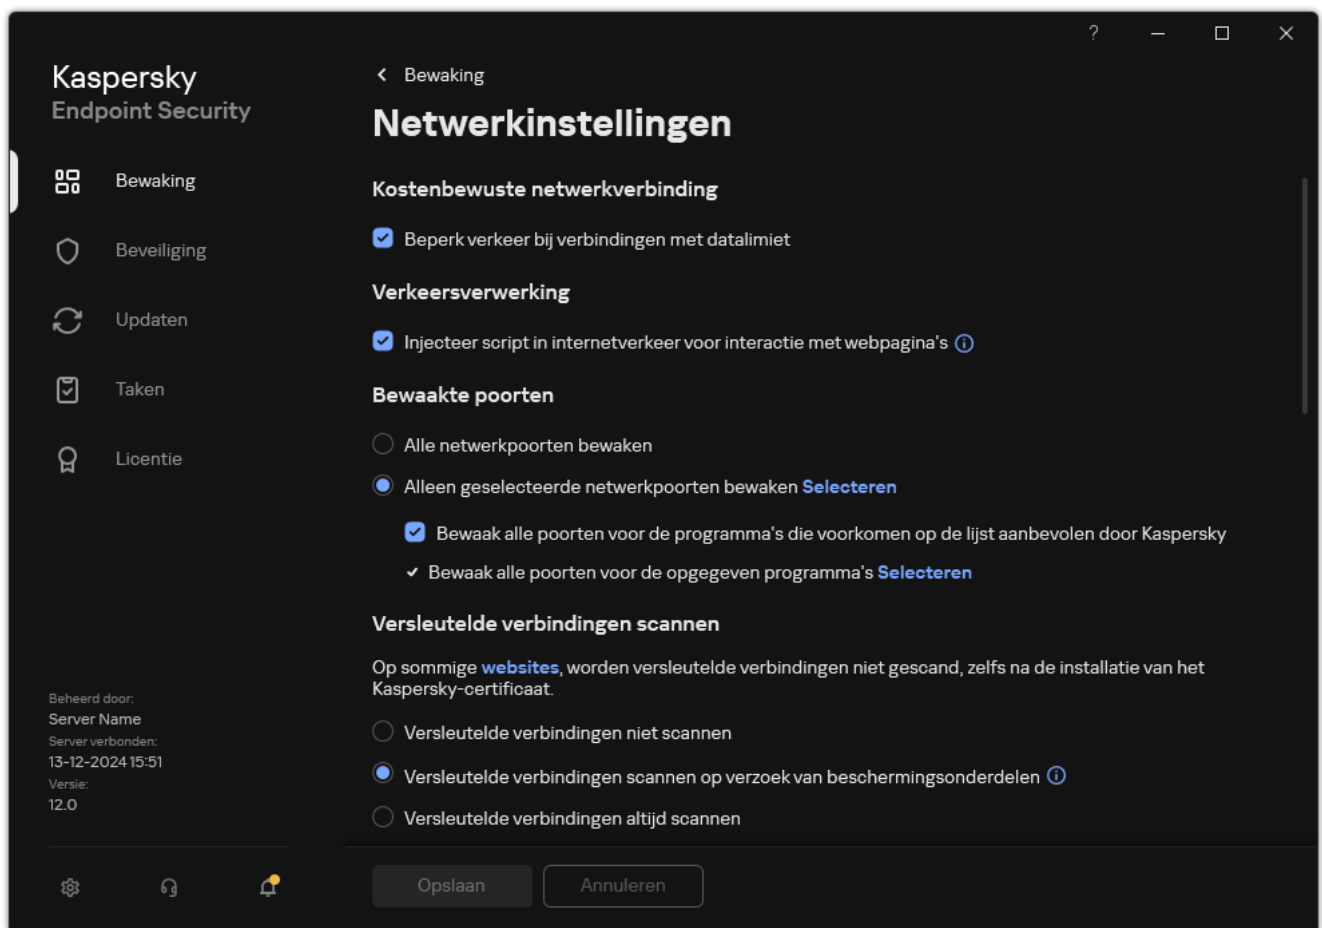 ?
Kaspersky
Endpoint Security
Bewaking
Beveiliging
Updaten
Taken
Licentie
Beheerd door:
Server Name
Server verbonden:
13-12-2024 15:51
Versie:
12.0
Bewaking
Netwerkinstellingen
Kostenbewuste netwerkverbinding
Beperk verkeer bij verbindingen met datalimiet
Verkeersverwerking
Injecteer script in internetverkeer voor interactie met webpagina's
Bewaakte poorten
Alle netwerkpoorten bewaken
Alleen geselecteerde netwerkpoorten bewaken Selecteren
Bewaak alle poorten voor de programma's die voorkomen op de lijst aanbevolen door Kaspersky
Bewaak alle poorten voor de opgegeven programma's Selecteren
Versleutelde verbindingen scannen
Op sommige websites, worden versleutelde verbindingen niet gescand, zelfs na de installatie van het
Kaspersky-certificaat.
Versleutelde verbindingen niet scannen
Versleutelde verbindingen scannen op verzoek van beschermingsonderdelen
Versleutelde verbindingen altijd scannen
Opslaan
Annuleren